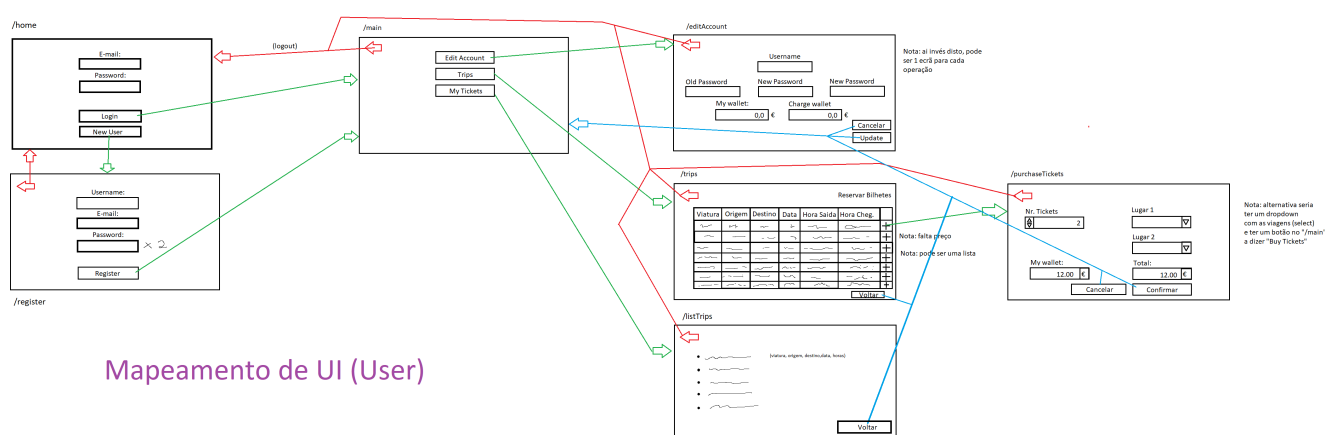 /home
E-mail:
Password:
Login
New User
(logout)
/main
Edit Account
Trips
My Tickets
/editAccount
Username
Old Password
New Password
New Password
My wallet:
0,0 €
Charge wallet
0,0 €
Cancelar
Update
Nota: ai invés disto, pode
ser 1 ecrã para cada
operação
Username:
E-mail:
Password:
x 2
Register
/register
/trips
Reservar Bilhetes
Viatura Origem Destino Data Hora Saida Hora Cheg.
+
+
+
+
+
+
+
Voltar
Nota: falta preço
Nota: pode ser uma lista
/purchaseTickets
Nr. Tickets
2
Lugar 1
Lugar 2
My wallet:
12.00 €
Total:
12.00 €
Cancelar
Confirmar
Nota: alternativa seria
ter um dropdown
com as viagens (select)
e ter um botão no "/main"
a dizer "Buy Tickets"
/listTrips
(viatura, origem, destino,data, horas)
Voltar
Mapeamento de UI (User)